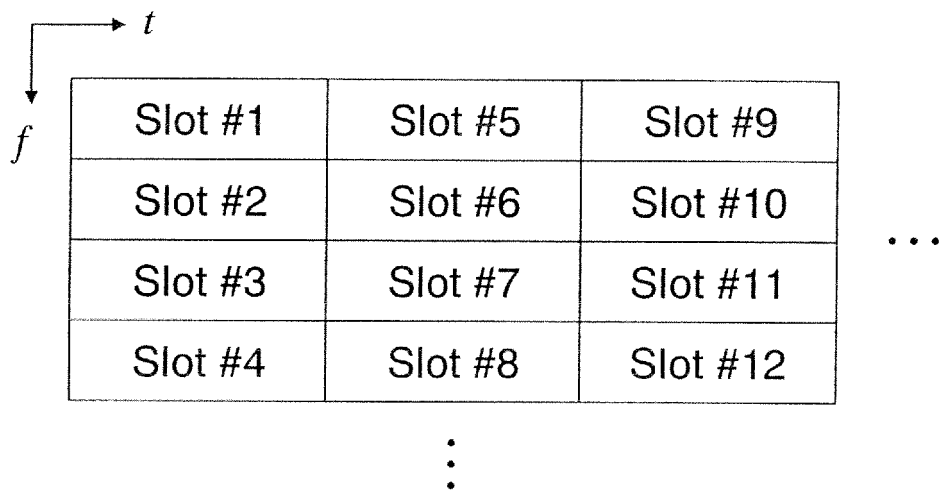 t
f
Slot #1 Slot #5 Slot #9
Slot #2 Slot #6 Slot #10
Slot #3 Slot #7 Slot #11
Slot #4 Slot #8 Slot #12